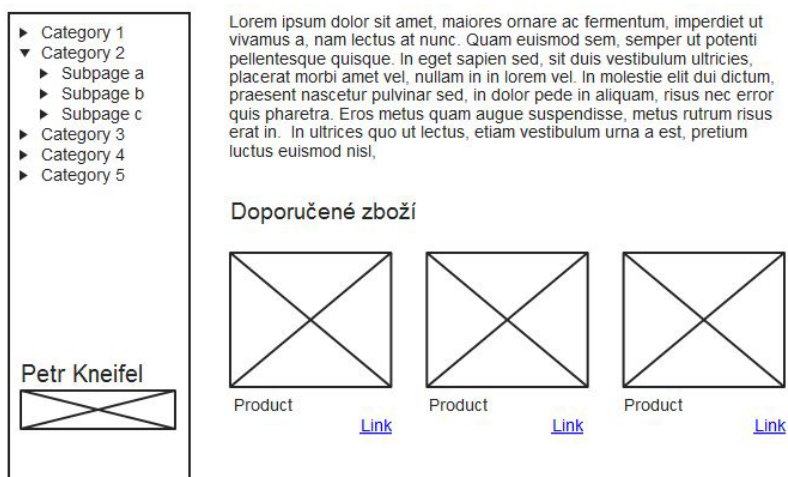 Category 1
Category 2
Subpage a
Subpage b
Subpage c
Category 3
Category 4
Category 5
Petr Kneifel
Lorem ipsum dolor sit amet, maiores ornare ac fermentum, imperdiet ut
vivamus a, nam lectus at nunc. Quam euismod sem, semper ut potenti
pellentesque quisque. In eget sapien sed, sit duis vestibulum ultricies,
placerat morbi amet vel, nullam in in lorem vel. In molestie elit dui dictum,
praesent nascetur pulvinar sed, in dolor pede in aliquam, risus nec error
quis pharetra. Eros metus quam augue suspendisse, metus rutrum risus
erat in. In ultrices quo ut lectus, etiam vestibulum urna a est, pretium
luctus euismod nisl,
Doporučené zboží
Product
Link
Product
Link
Product
Link